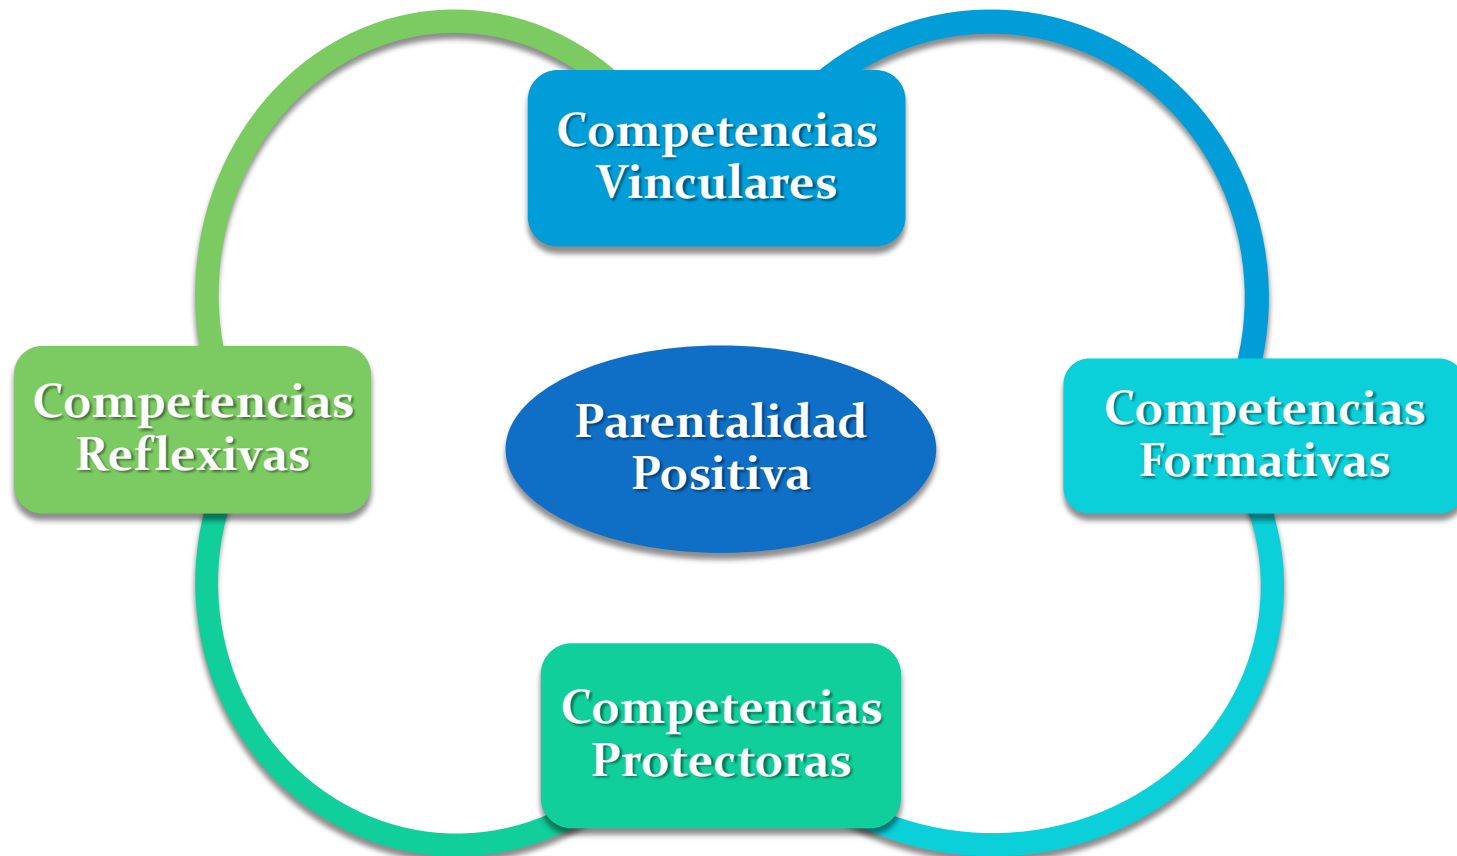 Competencias
Vinculares
Competencias
Reflexivas
Parentalidad
Positiva
Competencias
Formativas
Competencias
Protectoras